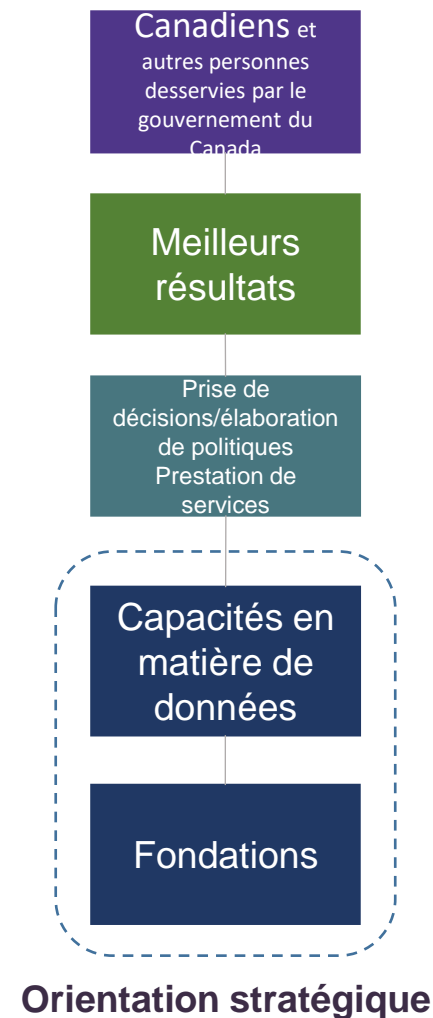 Canadiens et
autres personnes
desservies par le
gouvernement du
Canada
Meilleurs
résultats
Prise de
décisions/élaboration
de politiques
Prestation de
services
Capacités en
matière de
données
Fondations
Orientation stratégique